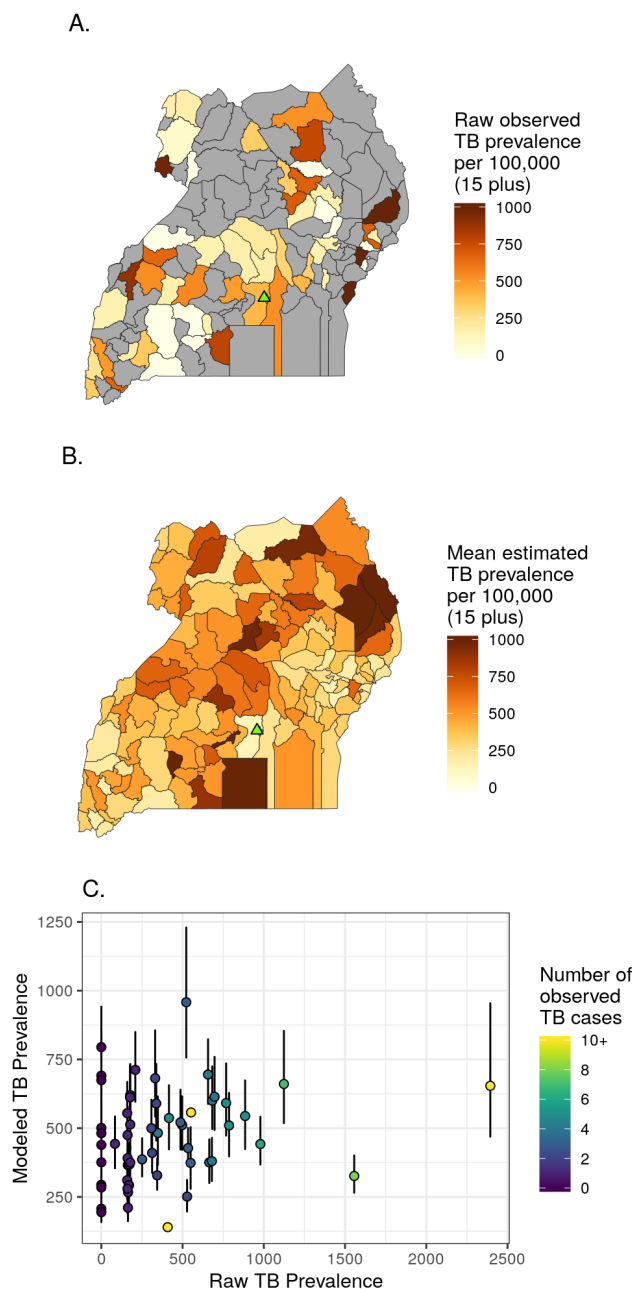 A.
Raw observed
TB prevalence
per 100,000
(15 plus)
1000
750
500
250
0
B.
Mean estimated
TB prevalence
per 100,000
(15 plus)
1000
750
500
250
0
C.
1250
1000
750
500
250
Modeled TB Prevalence
0
500
1000
1500
2000
2500
Raw TB Prevalence
Number of
observed
TB cases
10+
8
6
4
2
0